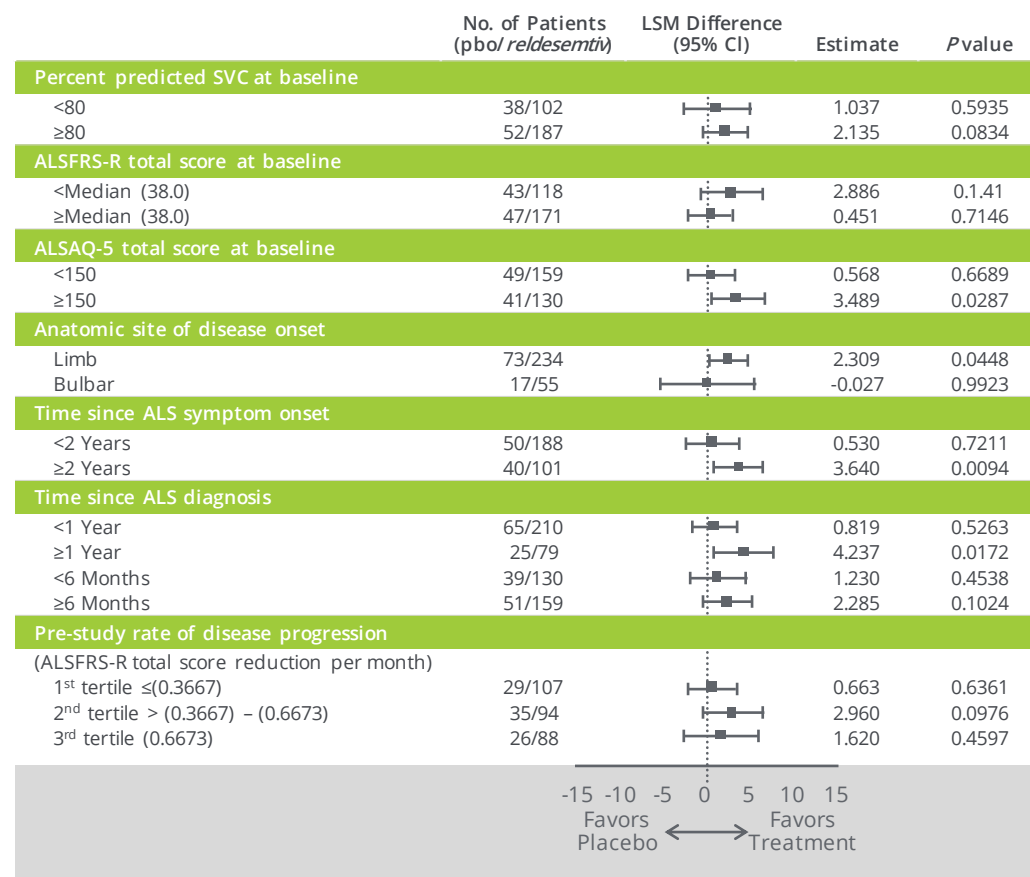 No. of Patients LSM Difference
(pbo/reldesemtiv) (95% CI) Estimate P value
Percent predicted SVC at baseline
<80 38/102 1.037 0.5935
≥80 52/187 2.135 0.0834
ALSFRS-R total score at baseline
<Median (38.0) 43/118 2.886 0.1.41
≥Median (38.0) 47/171 0.451 0.7146
ALSAQ-5 total score at baseline
<150 49/159 0.568 0.6689
≥150 41/130 3.489 0.0287
Anatomic site of disease onset
Limb 73/234 2.309 0.0448
Bulbar 17/55 -0.027 0.9923
Time since ALS symptom onset
<2 Years 50/188 0.530 0.7211
≥2 Years 40/101 3.640 0.0094
Time since ALS diagnosis
<1 Year 65/210 0.819 0.5263
≥1 Year 25/79 4.237 0.0172
<6 Months 39/130 1.230 0.4538
≥6 Months 51/159 2.285 0.1024
Pre-study rate of disease progression
(ALSFRS-R total score reduction per month)
1st tertile ≤(0.3667) 29/107 0.663 0.6361
2nd tertile > (0.3667) – (0.6673) 35/94 2.960 0.0976
3rd tertile (0.6673) 26/88 1.620 0.4597
-15 -10 -5 0 5 10 15
Favors Favors
Placebo Treatment